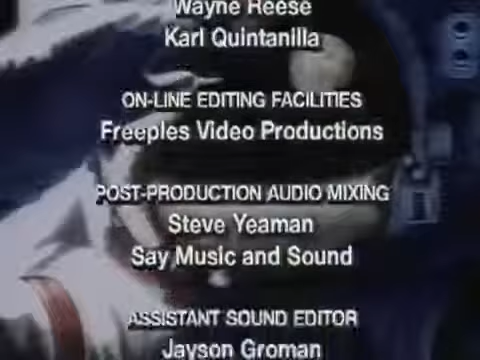 Wayne Reese
Karl Quintanilla
ON-LINE EDITING FACILITIES
Freeples Video Productions
POST-PRODUCTION AUDIO MIXING
Steve Yeaman
Say Music and Sound
ASSISTANT SOUND EDITOR
Jayson Groman